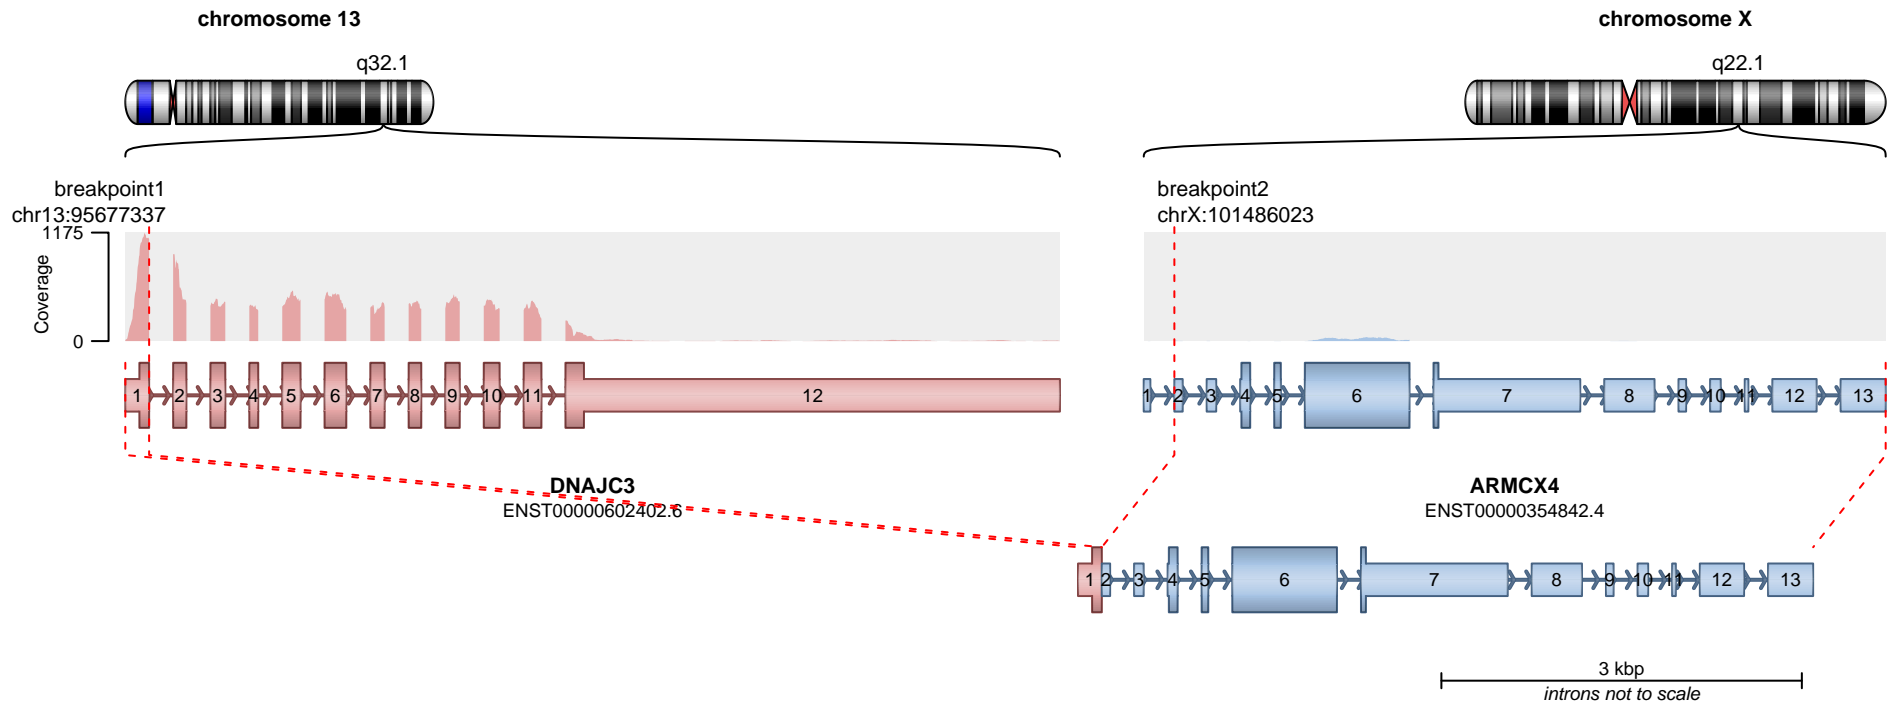 chromosome 13
chromosome X
q32.1
q22.1
breakpoint1
chr13:95677337
breakpoint2
chrX:101486023
1175
Coverage
0
1 2 3 4 5 6 7 8 9 10 11 12
1 2 3 4 5 6 7 8 9 10 11 12 13
DNAJC3
ENST00000602402.6
ARMCX4
ENST00000354842.4
1 2 3 4 5 6 7 8 9 10 11 12 13
3 kbp
introns not to scale